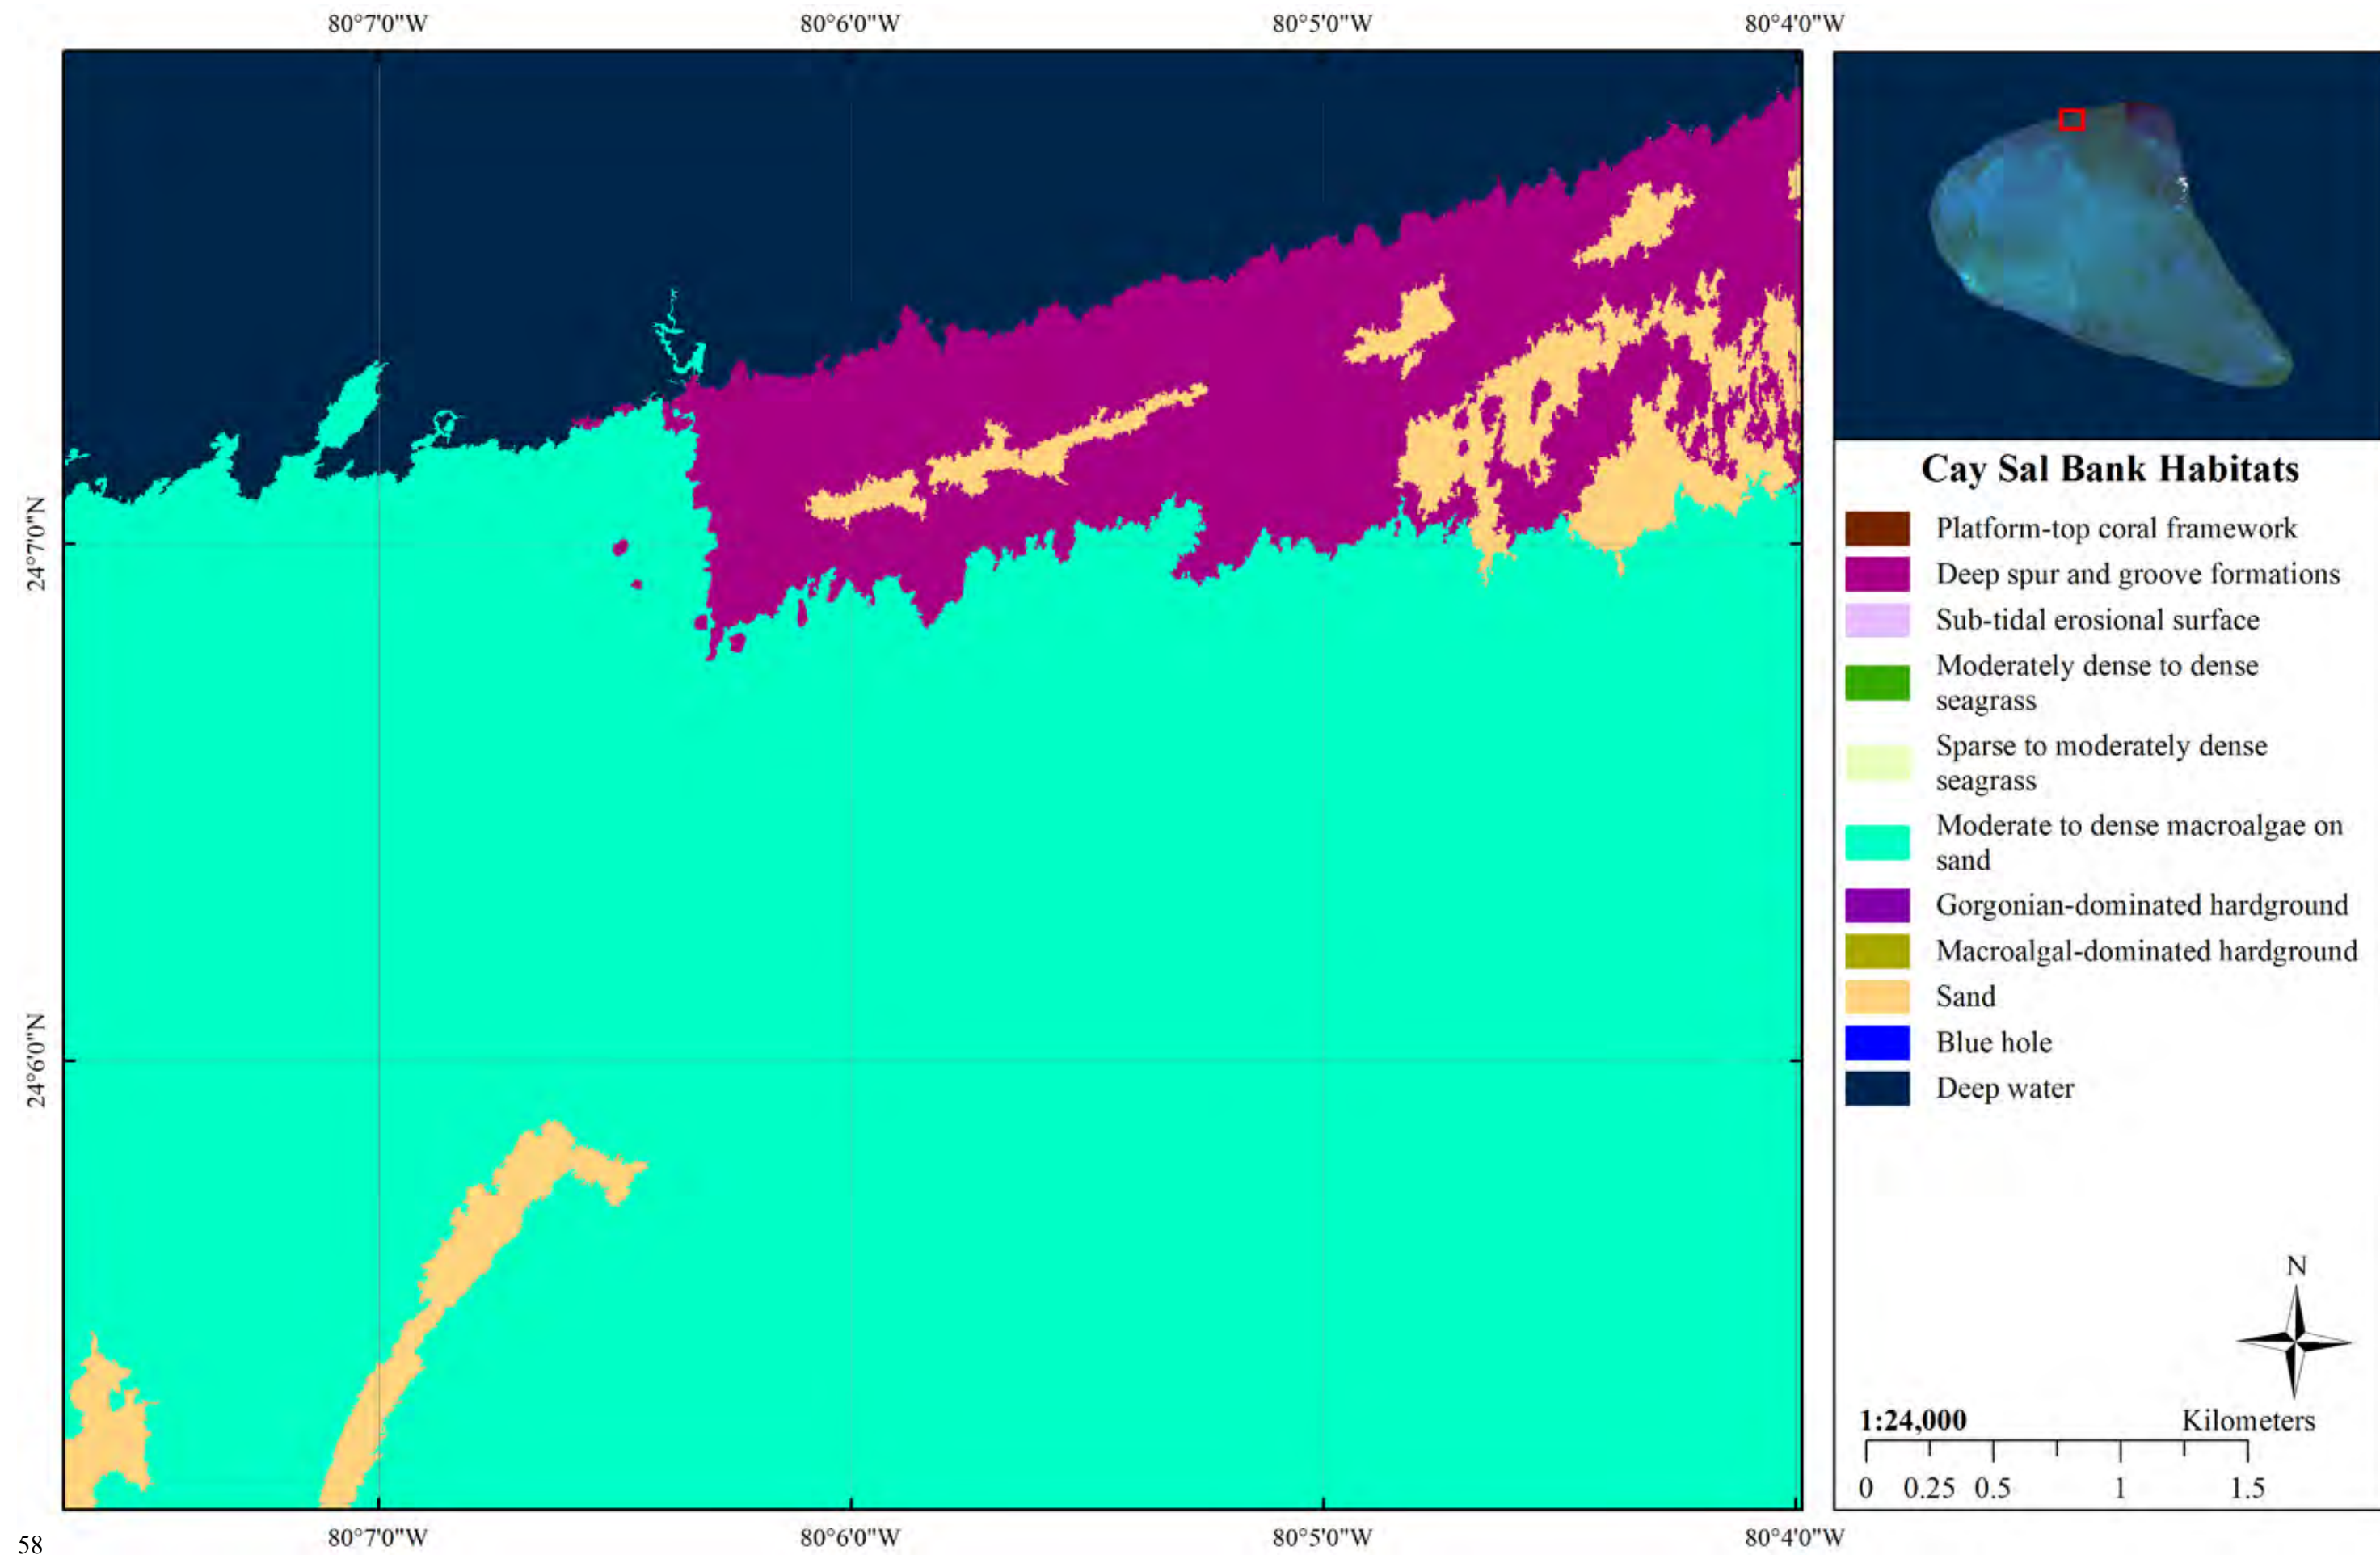 80°7'0"W 80°6'0"W 80°5'0"W 80°4'0"W
24°7'0"N
24°6'0"N
80°7'0"W 80°6'0"W 80°5'0"W 80°4'0"W
58
Cay Sal Bank Habitats
Platform-top coral framework
Deep spur and groove formations
Sub-tidal erosional surface
Moderately dense to dense
seagrass
Sparse to moderately dense
seagrass
Moderate to dense macroalgae on
sand
Gorgonian-dominated hardground
Macroalgal-dominated hardground
Sand
Blue hole
Deep water
N
1:24,000 Kilometers
0 0.25 0.5 1 1.5